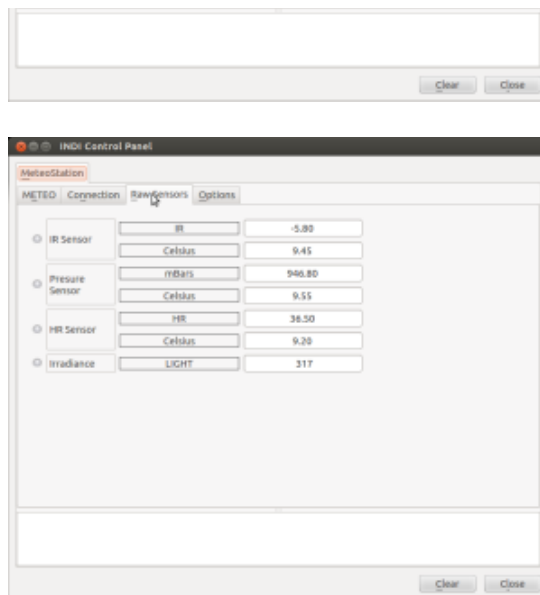 Clear Close
INDI Control Panel
MeteoStation
METEO Connection RawSensors Options
IR Sensor IR -5.80
Celsius 9.45
Presure Sensor mBars 946.80
Celsius 9.55
HR Sensor HR 36.50
Celsius 9.20
Irradiance LIGHT 317
Clear Close